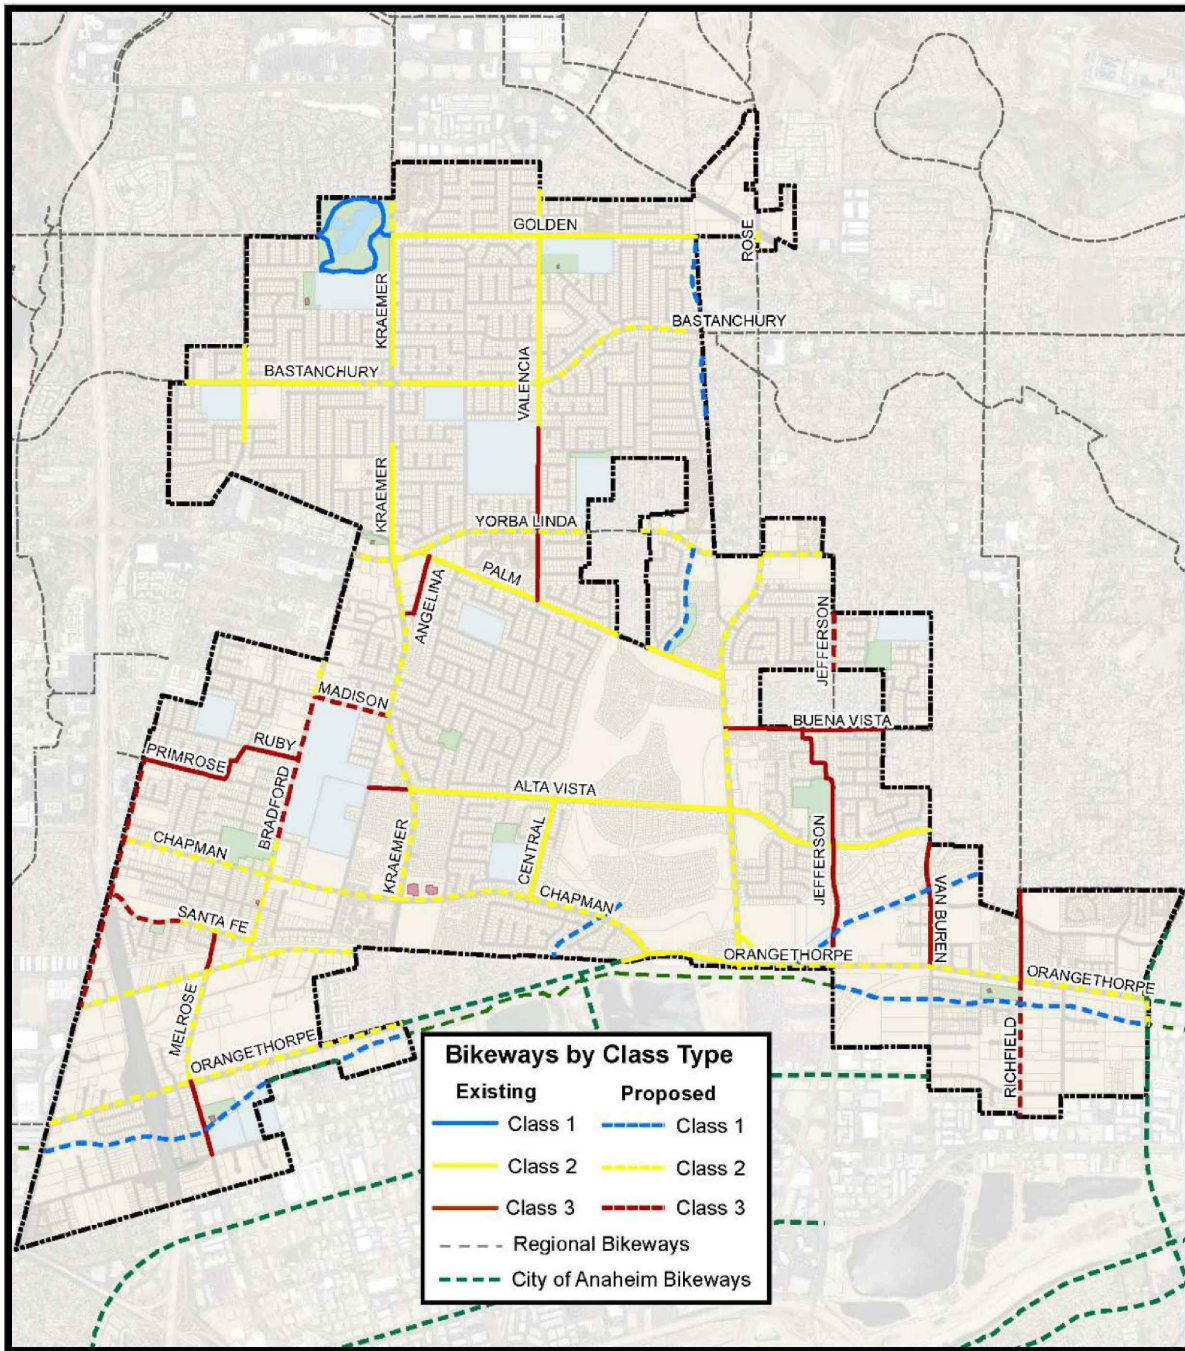 GOLDEN
ROSE
KRAEMER
BASTANCHURY
VALENCIA
BASTANCHURY
KRAEMER
YORBA LINDA
PALM
ANGELINA
JEFFERSON
MADISON
BUENA VISTA
RUBY
PRIMROSE
BRADFORD
ALTA VISTA
CHAPMAN
KRAEMER
CENTRAL
JEFFERSON
CHAPMAN
VAN BUREN
SANTA FE
ORANGETHORPE
ORANGETHORPE
MELROSE
ORANGETHORPE
RICHFIELD
Bikeways by Class Type
Existing Proposed
Class 1 Class 1
Class 2 Class 2
Class 3 Class 3
Regional Bikeways
City of Anaheim Bikeways